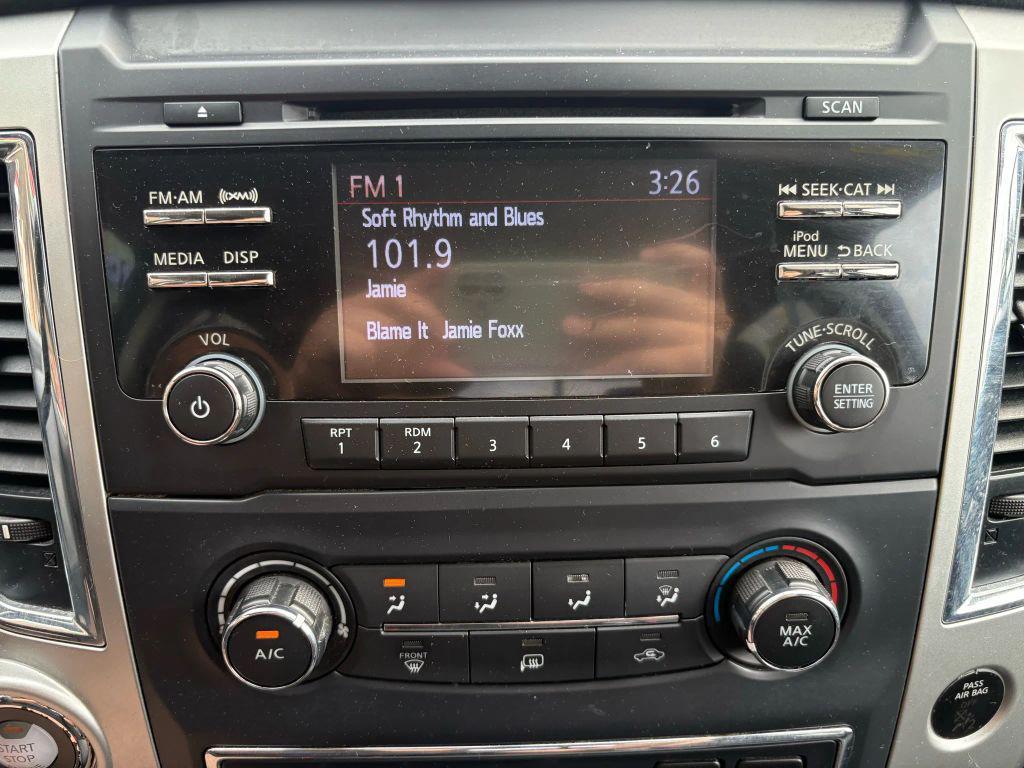 SCAN
FM·AM ((XM))
SEEK·CAT
MEDIA DISP
iPod
MENU BACK
VOL
FM 1 3:26
Soft Rhythm and Blues
101.9
Jamie
Blame It Jamie Foxx
TUNE·SCROLL
ENTER
SETTING
RPT
1
RDM
2
3
4
5
6
A/C
FRONT
MAX
A/C
PASS
AIR BAG
OFF
START
STOP